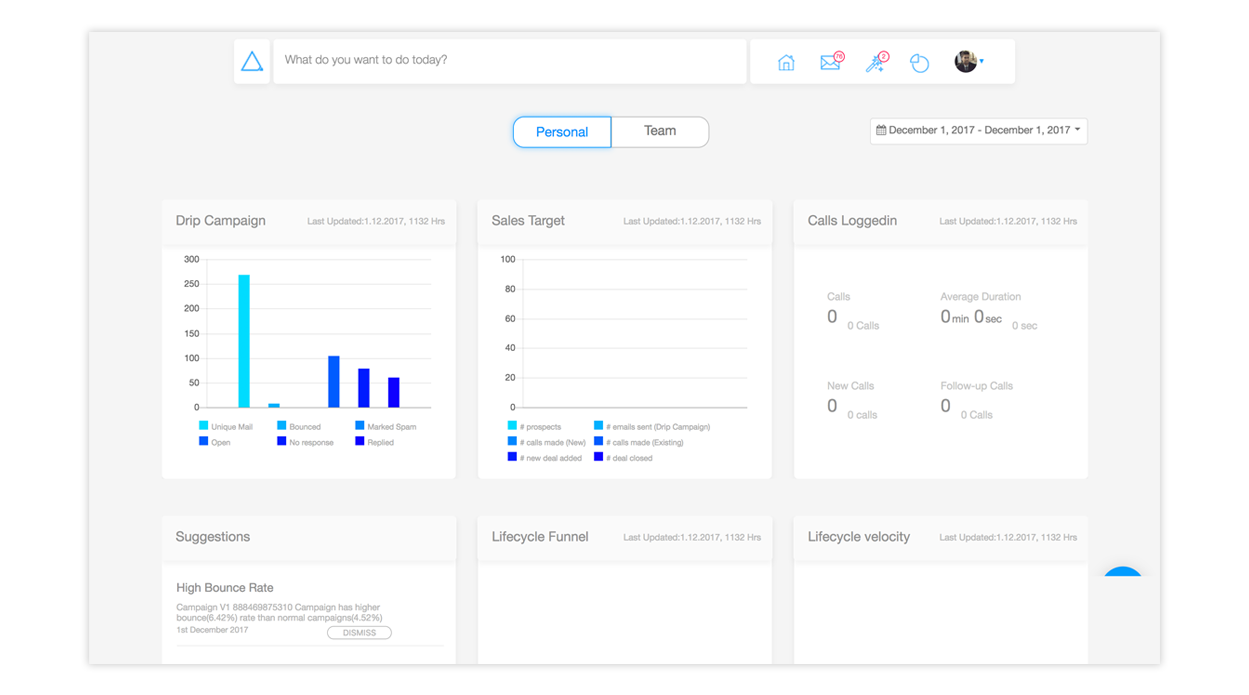 What do you want to do today?
76
2
Personal
Team
December 1, 2017 - December 1, 2017
Drip Campaign
Last Updated:1.12.2017, 1132 Hrs
300
250
200
150
100
50
0
Unique Mail
Bounced
Marked Spam
Open
No response
Replied
Sales Target
Last Updated:1.12.2017, 1132 Hrs
100
80
60
40
20
0
# prospects
# emails sent (Drip Campaign)
# calls made (New)
# calls made (Existing)
# new deal added
# deal closed
Calls Loggedin
Last Updated:1.12.2017, 1132 Hrs
Calls
0 0 Calls
Average Duration
0 min 0 sec 0 sec
New Calls
0 0 calls
Follow-up Calls
0 0 Calls
Suggestions
High Bounce Rate
Campaign V1 888469875310 Campaign has higher
bounce(6.42%) rate than normal campaigns(4.52%)
1st December 2017
DISMISS
Lifecycle Funnel
Last Updated:1.12.2017, 1132 Hrs
Lifecycle velocity
Last Updated:1.12.2017, 1132 Hrs